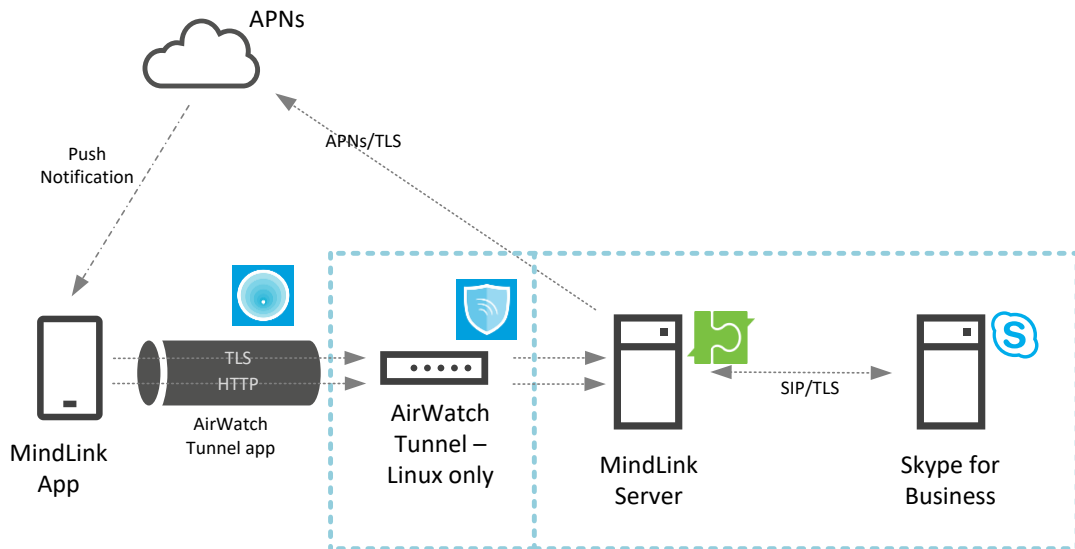 APNs
APNs/TLS
Push
Notification
TLS
HTTP
AirWatch
Tunnel app
MindLink
App
AirWatch
Tunnel –
Linux only
MindLink
Server
SIP/TLS
S
Skype for
Business